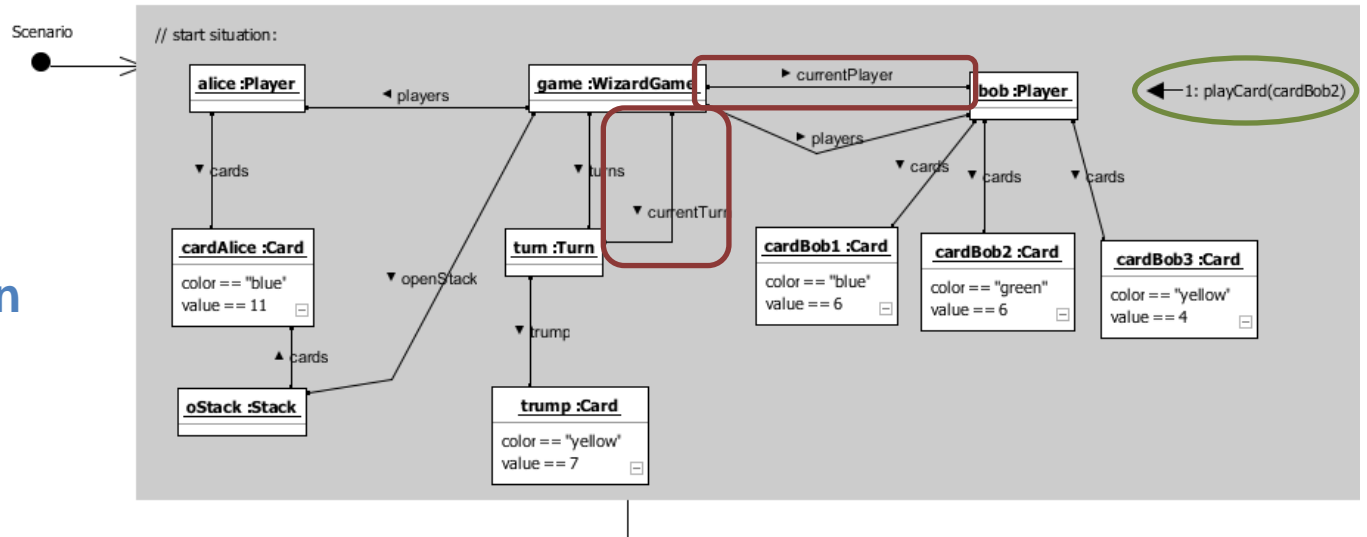 Scenario
// start situation:
alice :Player
◄ players
game :WizardGame
► currentPlayer
bob :Player
◄ 1: playCard(cardBob2)
► players
▼ cards
▼ turns
▼ currentTurn
▼ cards
▼ cards
▼ cards
cardAlice :Card
color == "blue"
value == 11
turn :Turn
cardBob1 :Card
color == "blue"
value == 6
cardBob2 :Card
color == "green"
value == 6
cardBob3 :Card
color == "yellow"
value == 4
n
▼ openStack
▼ trump
▲ cards
oStack :Stack
trump :Card
color == "yellow"
value == 7